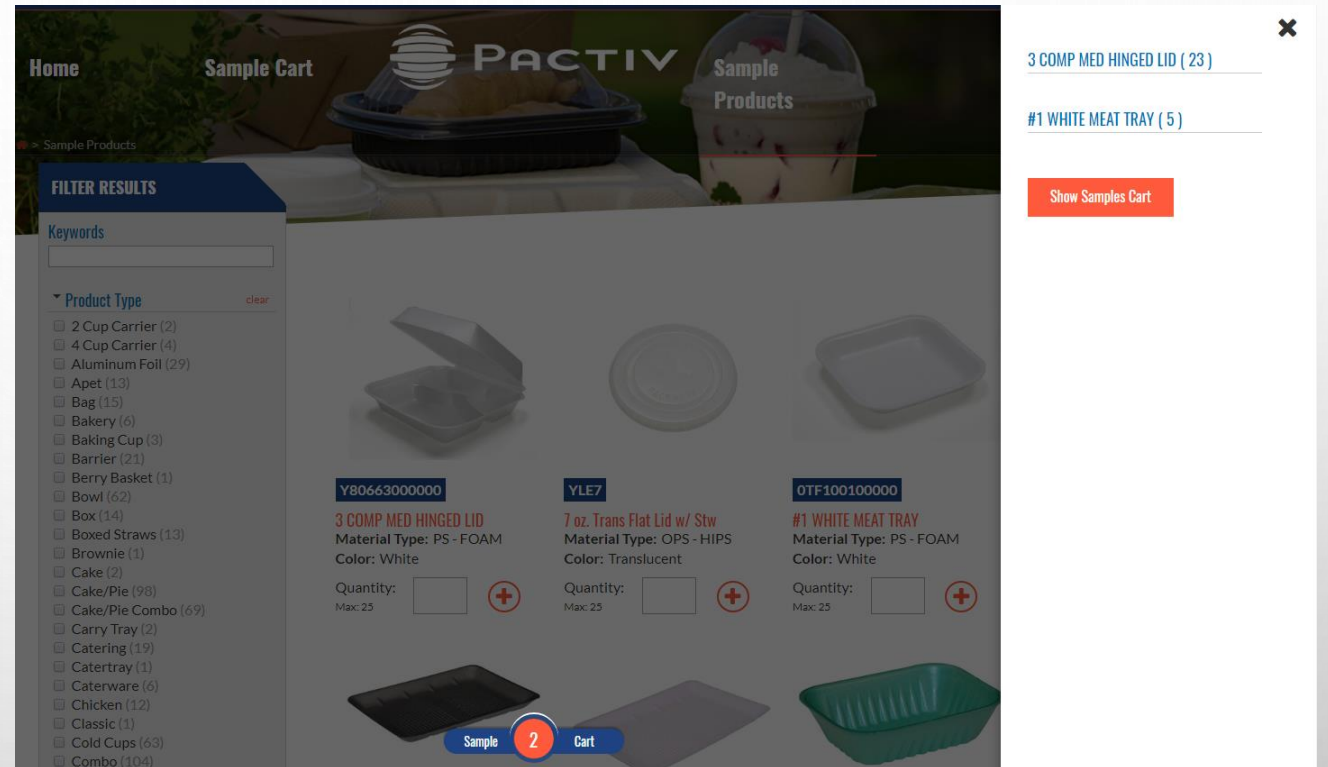 Home
Sample Cart
PACTIV
Sample
Products
> Sample Products
FILTER RESULTS
Keywords
Product Type
clear
2 Cup Carrier (2)
4 Cup Carrier (4)
Aluminum Foil (29)
Apet (13)
Bag (15)
Bakery (6)
Baking Cup (3)
Barrier (21)
Berry Basket (1)
Bowl (62)
Box (14)
Boxed Straws (13)
Brownie (1)
Cake (2)
Cake/Pie (98)
Cake/Pie Combo (69)
Carry Tray (2)
Catering (19)
Catertray (1)
Caterware (6)
Chicken (12)
Classic (1)
Cold Cups (63)
Combo (104)
Y80663000000
3 COMP MED HINGED LID
Material Type: PS - FOAM
Color: White
Quantity:
Max: 25
YLE7
7 oz. Trans Flat Lid w/ Stw
Material Type: OPS - HIPS
Color: Translucent
Quantity:
Max: 25
0TF100100000
#1 WHITE MEAT TRAY
Material Type: PS - FOAM
Color: White
Quantity:
Max: 25
Sample 2 Cart
3 COMP MED HINGED LID ( 23 )
#1 WHITE MEAT TRAY ( 5 )
Show Samples Cart